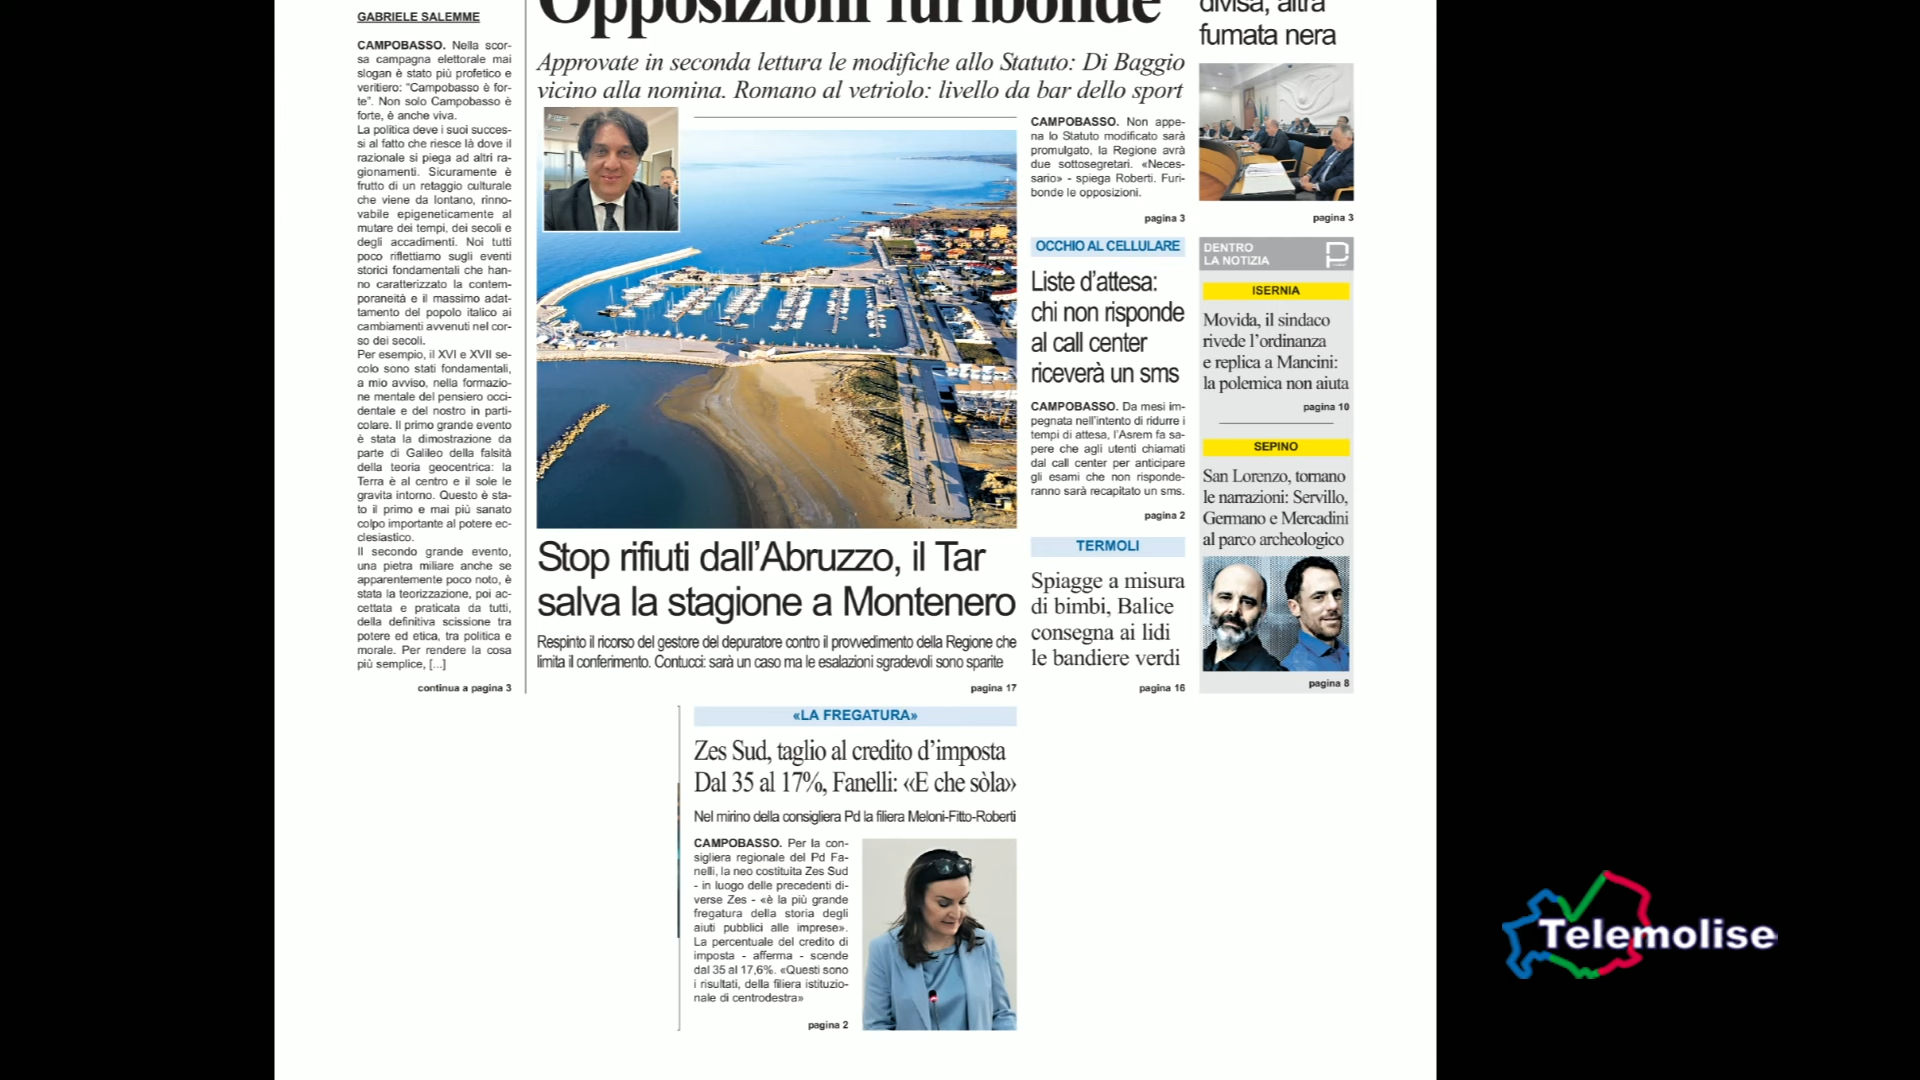 GABRIELE SALEMME
CAMPOBASSO. Nella scor-
sa campagna elettorale mai
slogan è stato più profetico e
veritiero: “Campobasso è for-
te”. Non solo Campobasso è
forte, è anche viva.
La politica deve i suoi succes-
si al fatto che riesce là dove il
razionale si piega ad altri ra-
gionamenti. Sicuramente è
frutto di un retaggio culturale
che viene da lontano, rinno-
vabile epigeneticamente al
mutare dei tempi, dei secoli e
degli accadimenti. Noi tutti
poco riflettiamo sugli eventi
storici fondamentali che han-
no caratterizzato la contem-
poraneità e il massimo adat-
tamento del popolo italico ai
cambiamenti avvenuti nel cor-
so dei secoli.
Per esempio, il XVI e XVII se-
colo sono stati fondamentali,
a mio avviso, nella formazio-
ne mentale del pensiero occi-
dentale e del nostro in parti-
colare. Il primo grande evento
è stata la dimostrazione da
parte di Galileo della falsità
della teoria geocentrica: la
Terra è al centro e il sole le
gravita intorno. Questo è sta-
to il primo e mai più sanato
colpo importante al potere ec-
clesiastico.
Il secondo grande evento,
una pietra miliare anche se
apparentemente poco noto, è
stata la teorizzazione, poi ac-
cettata e praticata da tutti,
della definitiva scissione tra
potere ed etica, tra politica e
morale. Per rendere la cosa
più semplice, [...]
continua a pagina 3
Opposizioni furibonde
Approvate in seconda lettura le modifiche allo Statuto: Di Baggio
vicino alla nomina. Romano al vetriolo: livello da bar dello sport
CAMPOBASSO. Non appe-
na lo Statuto modificato sarà
promulgato, la Regione avrà
due sottosegretari. «Neces-
sario» - spiega Roberti. Furi-
bonde le opposizioni.
pagina 3
Stop rifiuti dall’Abruzzo, il Tar
salva la stagione a Montenero
Respinto il ricorso del gestore del depuratore contro il provvedimento della Regione che
limita il conferimento. Contucci: sarà un caso ma le esalazioni sgradevoli sono sparite
pagina 17
OCCHIO AL CELLULARE
Liste d’attesa:
chi non risponde
al call center
riceverà un sms
CAMPOBASSO. Da mesi im-
pegnata nell’intento di ridurre i
tempi di attesa, l’Asrem fa sa-
pere che agli utenti chiamati
dal call center per anticipare
gli esami che non risponde-
ranno sarà recapitato un sms.
pagina 2
TERMOLI
Spiagge a misura
di bimbi, Balice
consegna ai lidi
le bandiere verdi
pagina 16
divisa, altra
fumata nera
pagina 3
DENTRO
LA NOTIZIA
ISERNIA
Movida, il sindaco
rivede l’ordinanza
e replica a Mancini:
la polemica non aiuta
pagina 10
SEPINO
San Lorenzo, tornano
le narrazioni: Servillo,
Germano e Mercadini
al parco archeologico
pagina 8
«LA FREGATURA»
Zes Sud, taglio al credito d’imposta
Dal 35 al 17%, Fanelli: «E che sòla»
Nel mirino della consigliera Pd la filiera Meloni-Fitto-Roberti
CAMPOBASSO. Per la con-
sigliera regionale del Pd Fa-
nelli, la neo costituita Zes Sud
- in luogo delle precedenti di-
verse Zes - «è la più grande
fregatura della storia degli
aiuti pubblici alle imprese».
La percentuale del credito di
imposta - afferma - scende
dal 35 al 17,6%. «Questi sono
i risultati, della filiera istituzio-
nale di centrodestra»
pagina 2
Telemolise